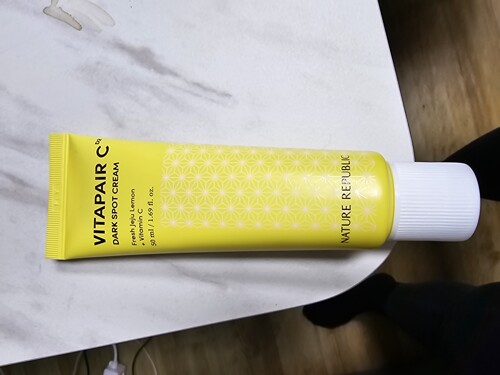 VITAPAIR C
DARK SPOT CREAM
Fresh Jeju Lemon
+ Vitamin C
50 ml / 1.69 fl. oz.
NATURE REPUBLIC